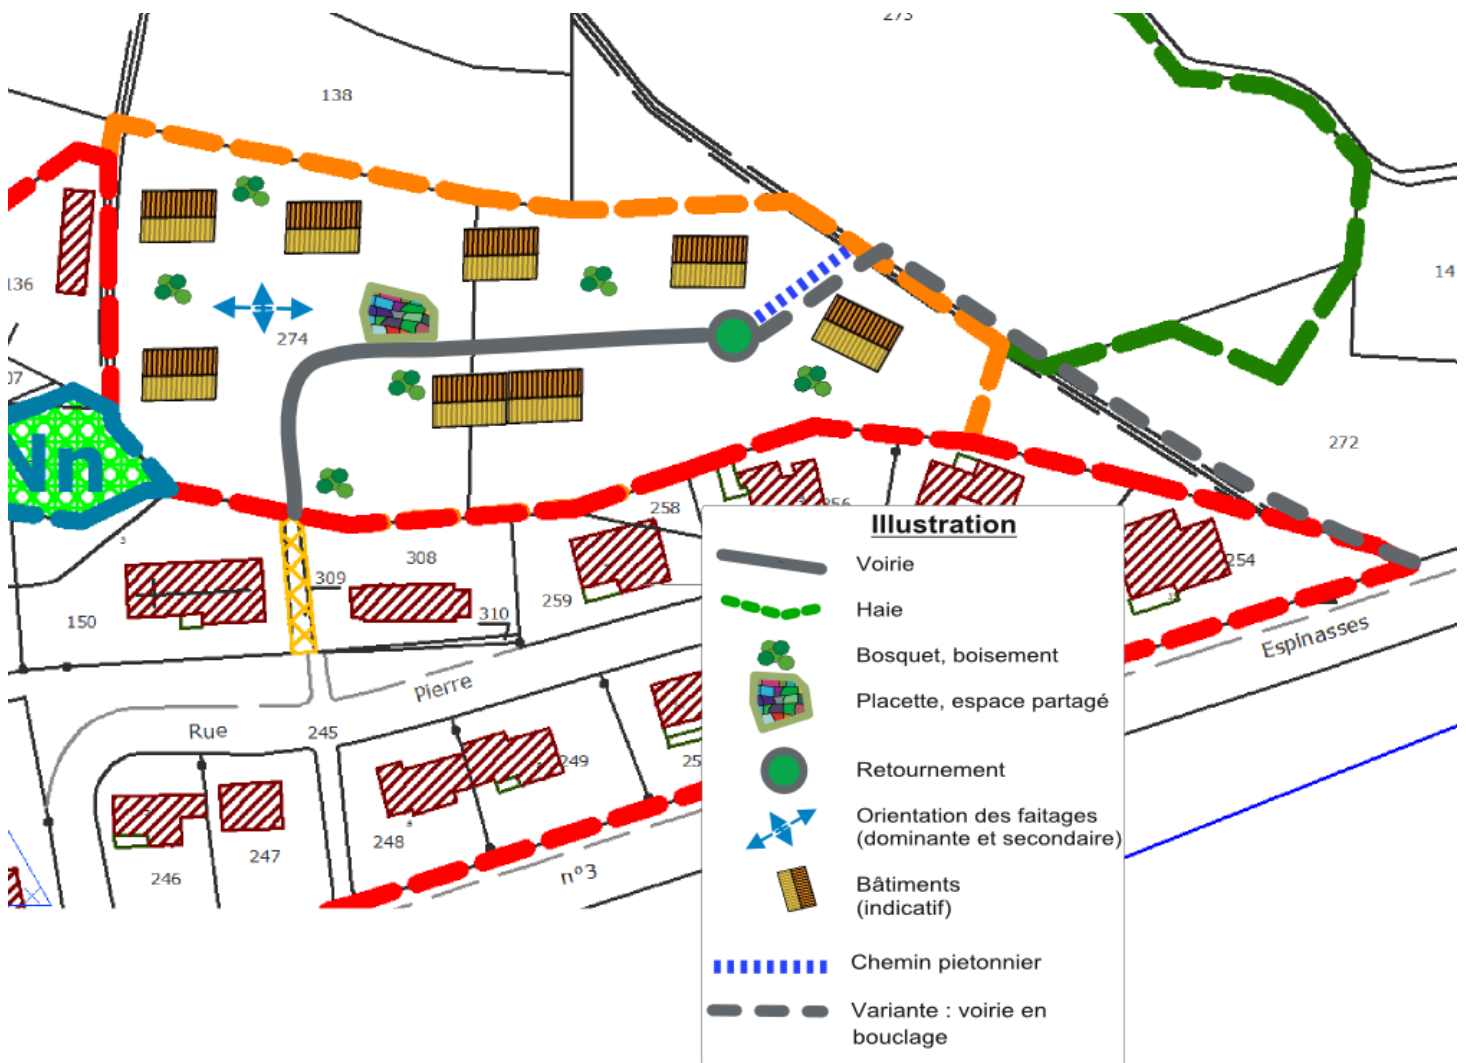 273
138
136
274
14
07
Nn
272
258
256
308
309
259
310
254
150
Espinasses
Pierre
Rue
245
249
25
248
247
246
n°3
Illustration
Voirie
Haie
Bosquet, boisement
Placette, espace partagé
Retournement
Orientation des faitages
(dominante et secondaire)
Bâtiments
(indicatif)
Chemin pietonnier
Variante : voirie en
bouclage